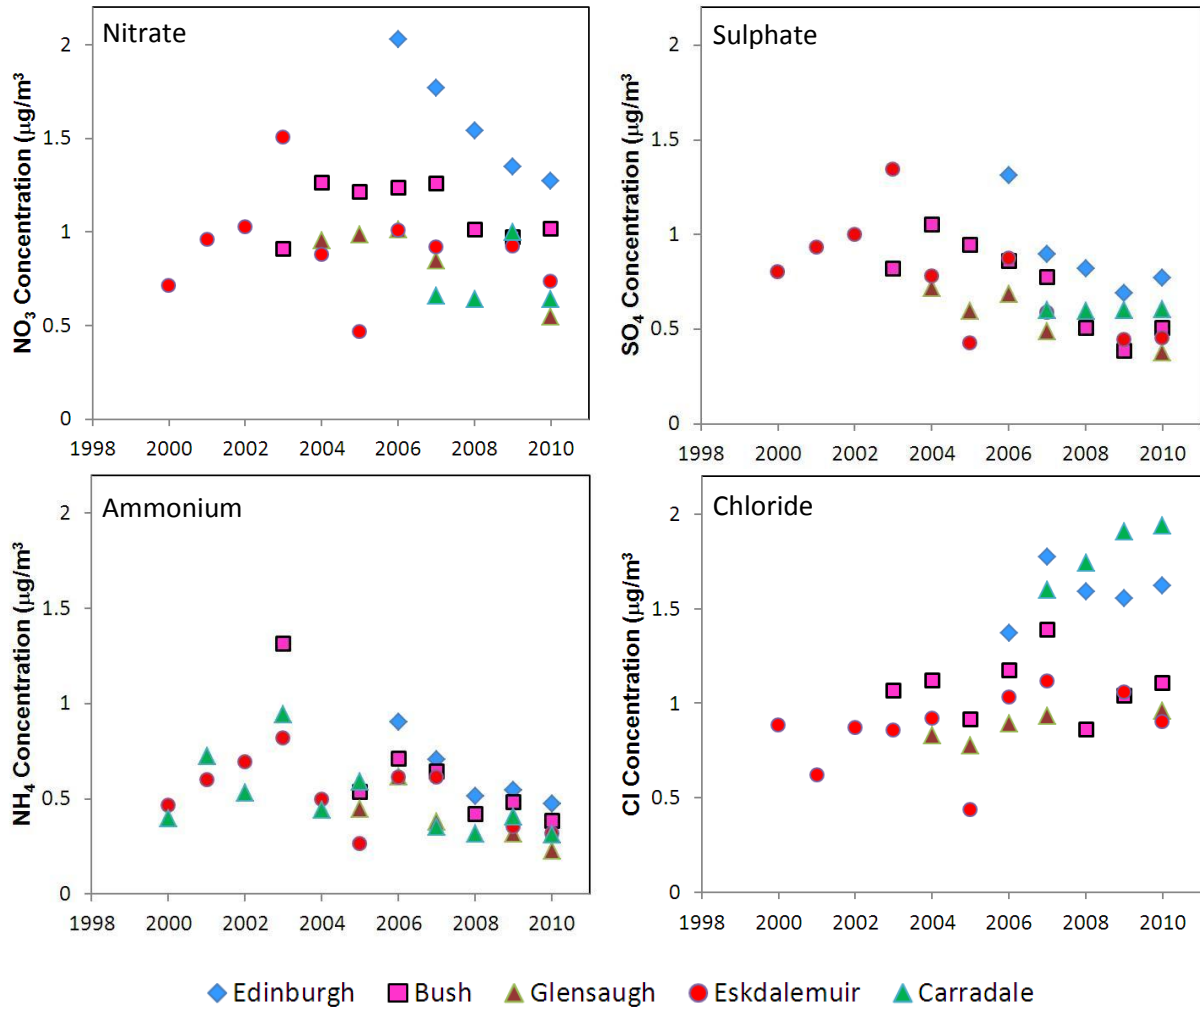 Nitrate
NO3 Concentration (µg/m³
2
1.5
1
0.5
0
1998 2000 2002 2004 2006 2008 2010
Sulphate
SO4 Concentration (µg/m³
2
1.5
1
0.5
0
1998 2000 2002 2004 2006 2008 2010
Ammonium
NH4 Concentration (µg/m³
2
1.5
1
0.5
0
1998 2000 2002 2004 2006 2008 2010
Chloride
Cl Concentration (µg/m³
2
1.5
1
0.5
0
1998 2000 2002 2004 2006 2008 2010
Edinburgh Bush Glensaugh Eskdalemuir Carradale